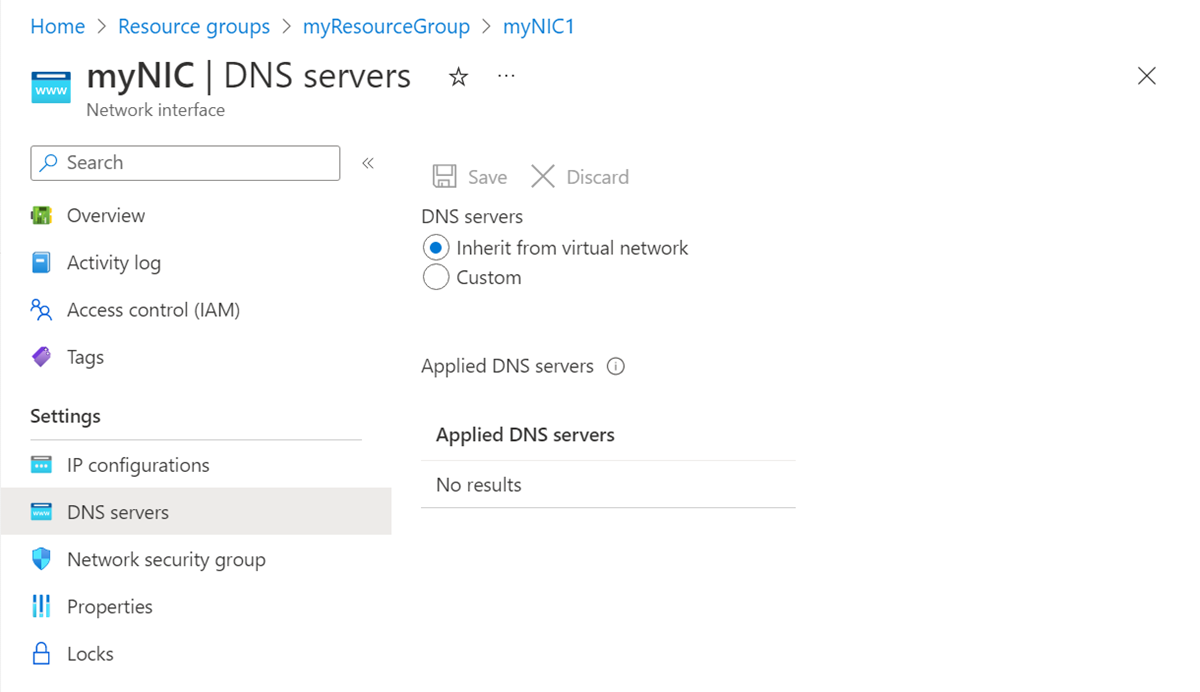 Home > Resource groups > myResourceGroup > myNIC1
myNIC | DNS servers
www
Network interface
Search
Save
Discard
Overview
DNS servers
Inherit from virtual network
Activity log
Custom
Access control (IAM)
Tags
Applied DNS servers
Settings
Applied DNS servers
IP configurations
No results
DNS servers
Network security group
Properties
Locks